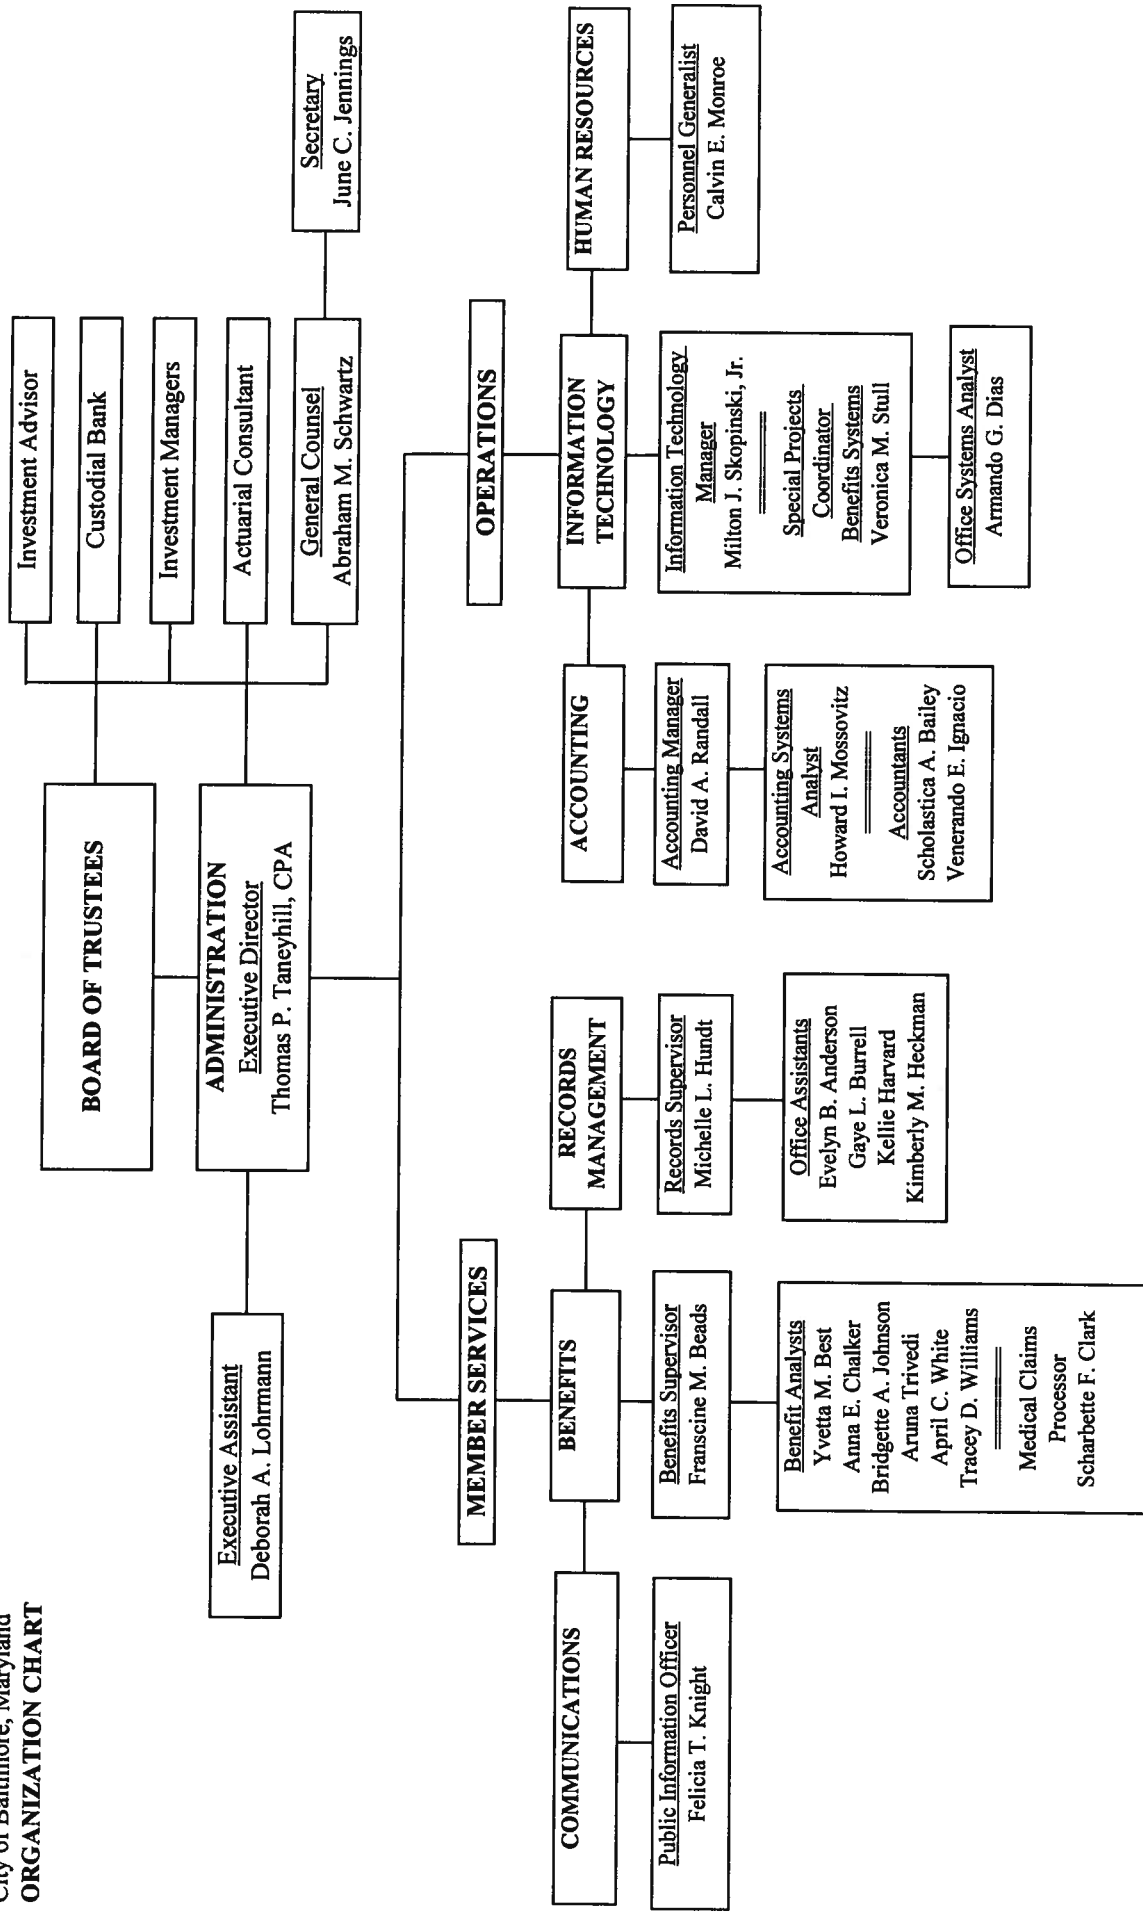 City of Baltimore, Maryland
ORGANIZATION CHART
BOARD OF TRUSTEES
ADMINISTRATION
Executive Director
Thomas P. Taneyhill, CPA
Executive Assistant
Deborah A. Lohrmann
Investment Advisor
Custodial Bank
Investment Managers
Actuarial Consultant
General Counsel
Abraham M. Schwartz
Secretary
June C. Jennings
MEMBER SERVICES
COMMUNICATIONS
Public Information Officer
Felicia T. Knight
BENEFITS
Benefits Supervisor
Franscine M. Beads
Benefit Analysts
Yvetta M. Best
Anna E. Chalker
Bridgette A. Johnson
Aruna Trivedi
April C. White
Tracey D. Williams
Medical Claims
Processor
Scharbette F. Clark
RECORDS
MANAGEMENT
Records Supervisor
Michelle L. Hundt
Office Assistants
Evelyn B. Anderson
Gaye L. Burrell
Kellie Harvard
Kimberly M. Heckman
OPERATIONS
ACCOUNTING
Accounting Manager
David A. Randall
Accounting Systems
Analyst
Howard I. Mossovitz
Accountants
Scholastica A. Bailey
Venerando E. Ignacio
INFORMATION
TECHNOLOGY
Information Technology
Manager
Milton J. Skopinski, Jr.
Special Projects
Coordinator
Benefits Systems
Veronica M. Stull
Office Systems Analyst
Armando G. Dias
HUMAN RESOURCES
Personnel Generalist
Calvin E. Monroe